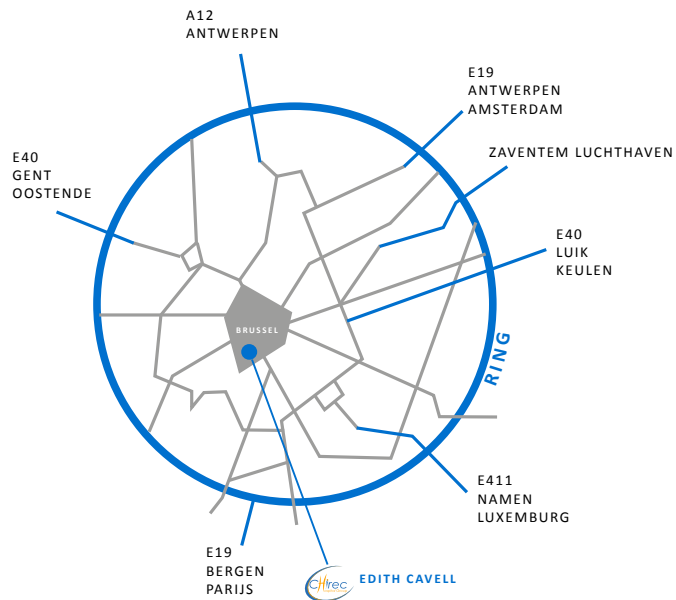 A12
ANTWERPEN
E19
ANTWERPEN
AMSTERDAM
ZAVENTEM LUCHTHAVEN
E40
GENT
OOSTENDE
E40
LUIK
KEULEN
BRUSSEL
RING
E411
NAMEN
LUXEMBURG
E19
BERGEN
PARIJS
CHIrec
EDITH CAVELL